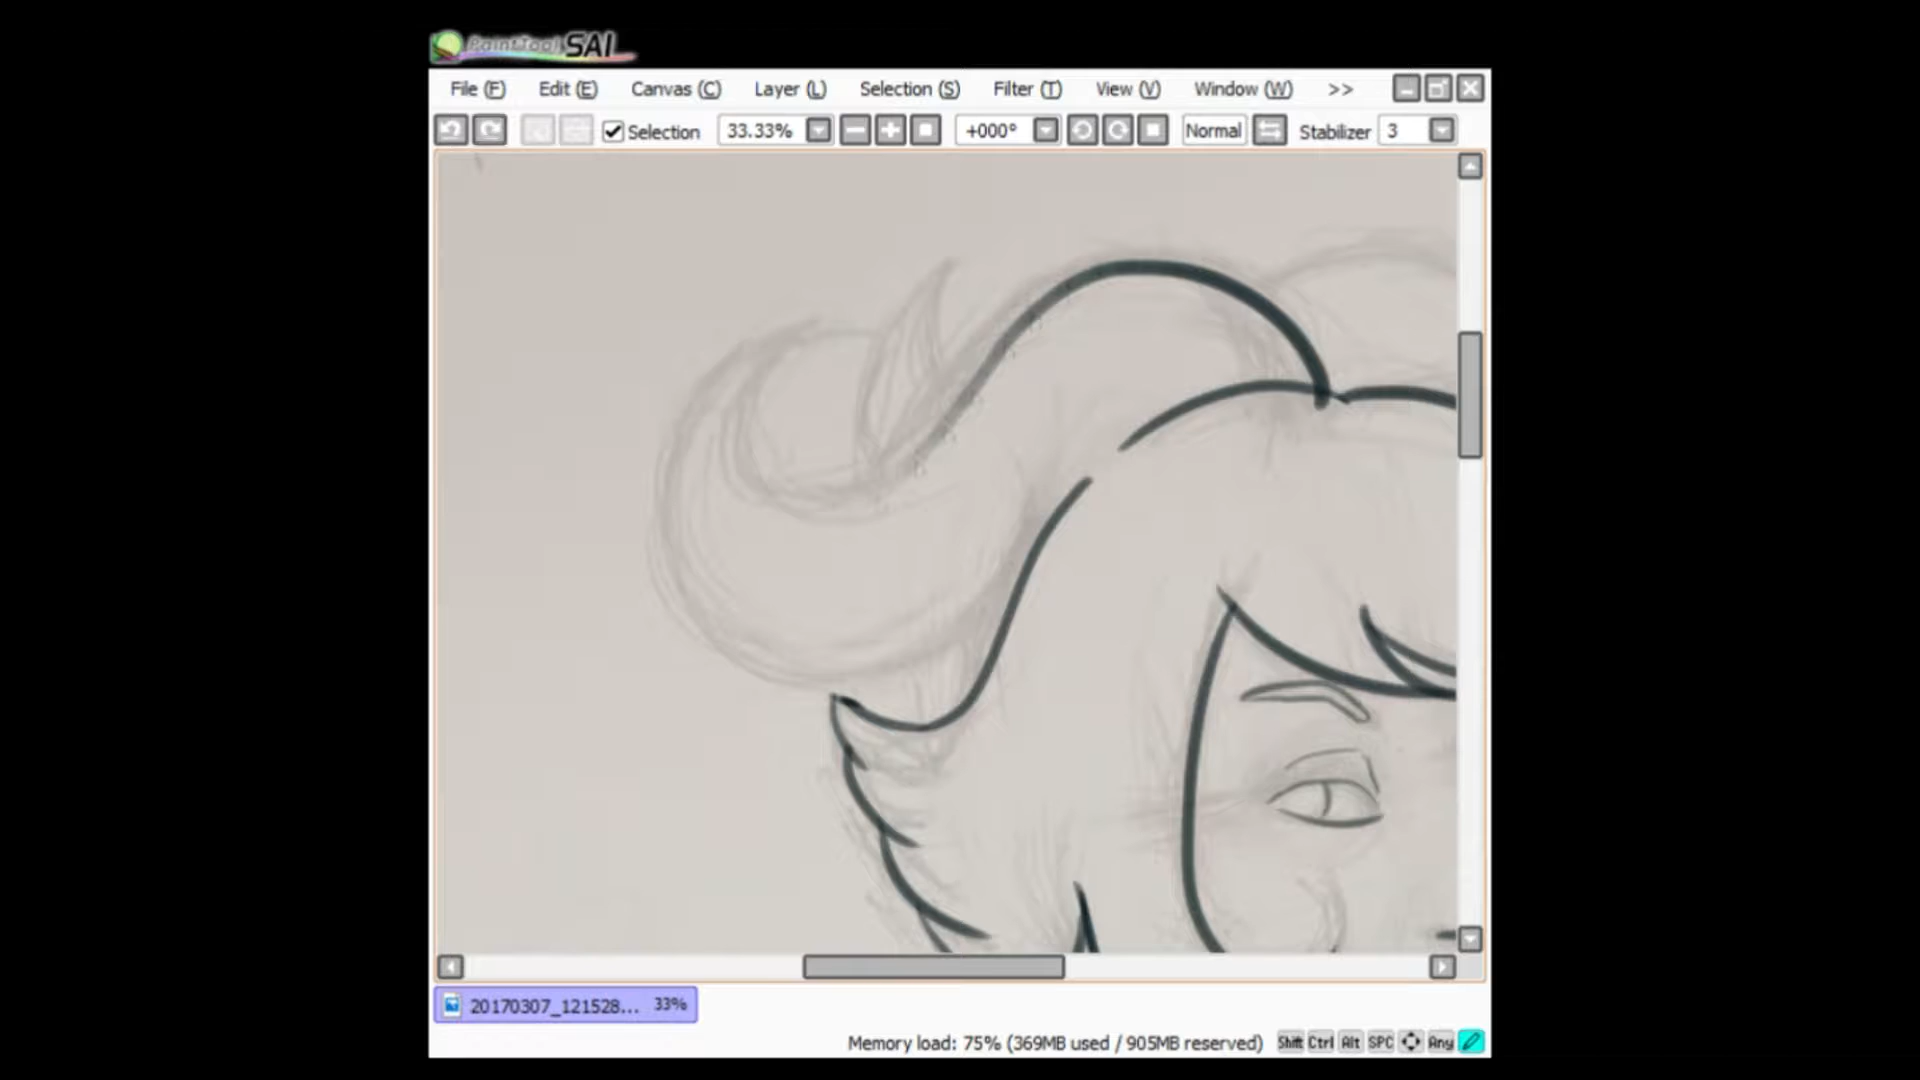 PaintTool SAI
File (F) Edit (E) Canvas (C) Layer (L) Selection (S) Filter (T) View (V) Window (W) >>
Selection 33.33% +000° Normal Stabilizer 3
20170307_121528... 33%
Memory load: 75% (369MB used / 905MB reserved) Shift Ctrl Alt SPC Any